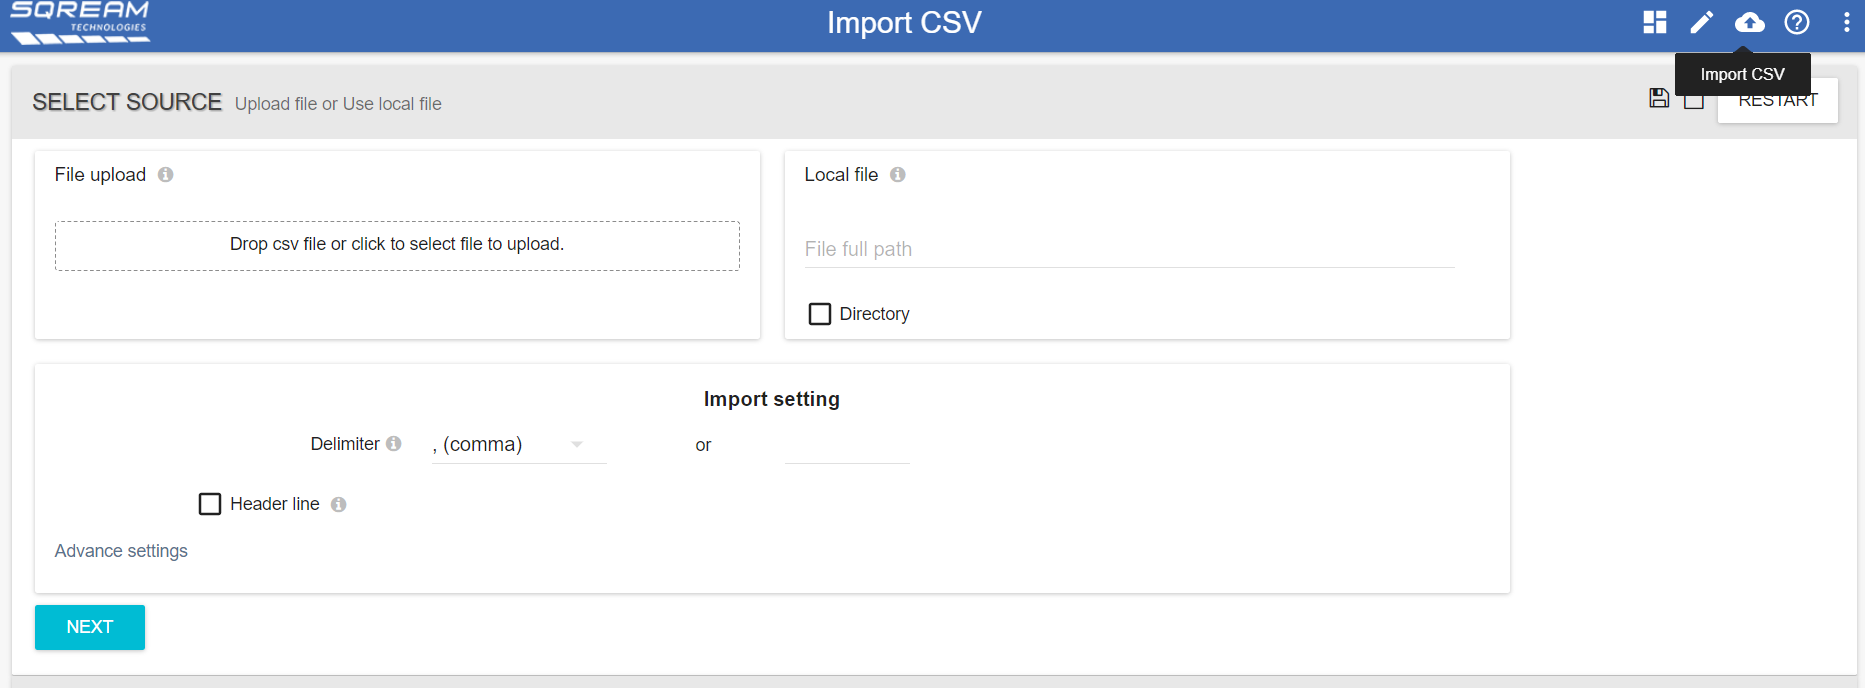 SQREAM
TECHNOLOGIES
Import CSV
Import CSV
SELECT SOURCE Upload file or Use local file
RESTART
File upload
Drop csv file or click to select file to upload.
Local file
File full path
Directory
Import setting
Delimiter , (comma) or
Header line
Advance settings
NEXT